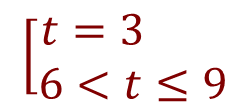 t = 3
6 < t ≤ 9